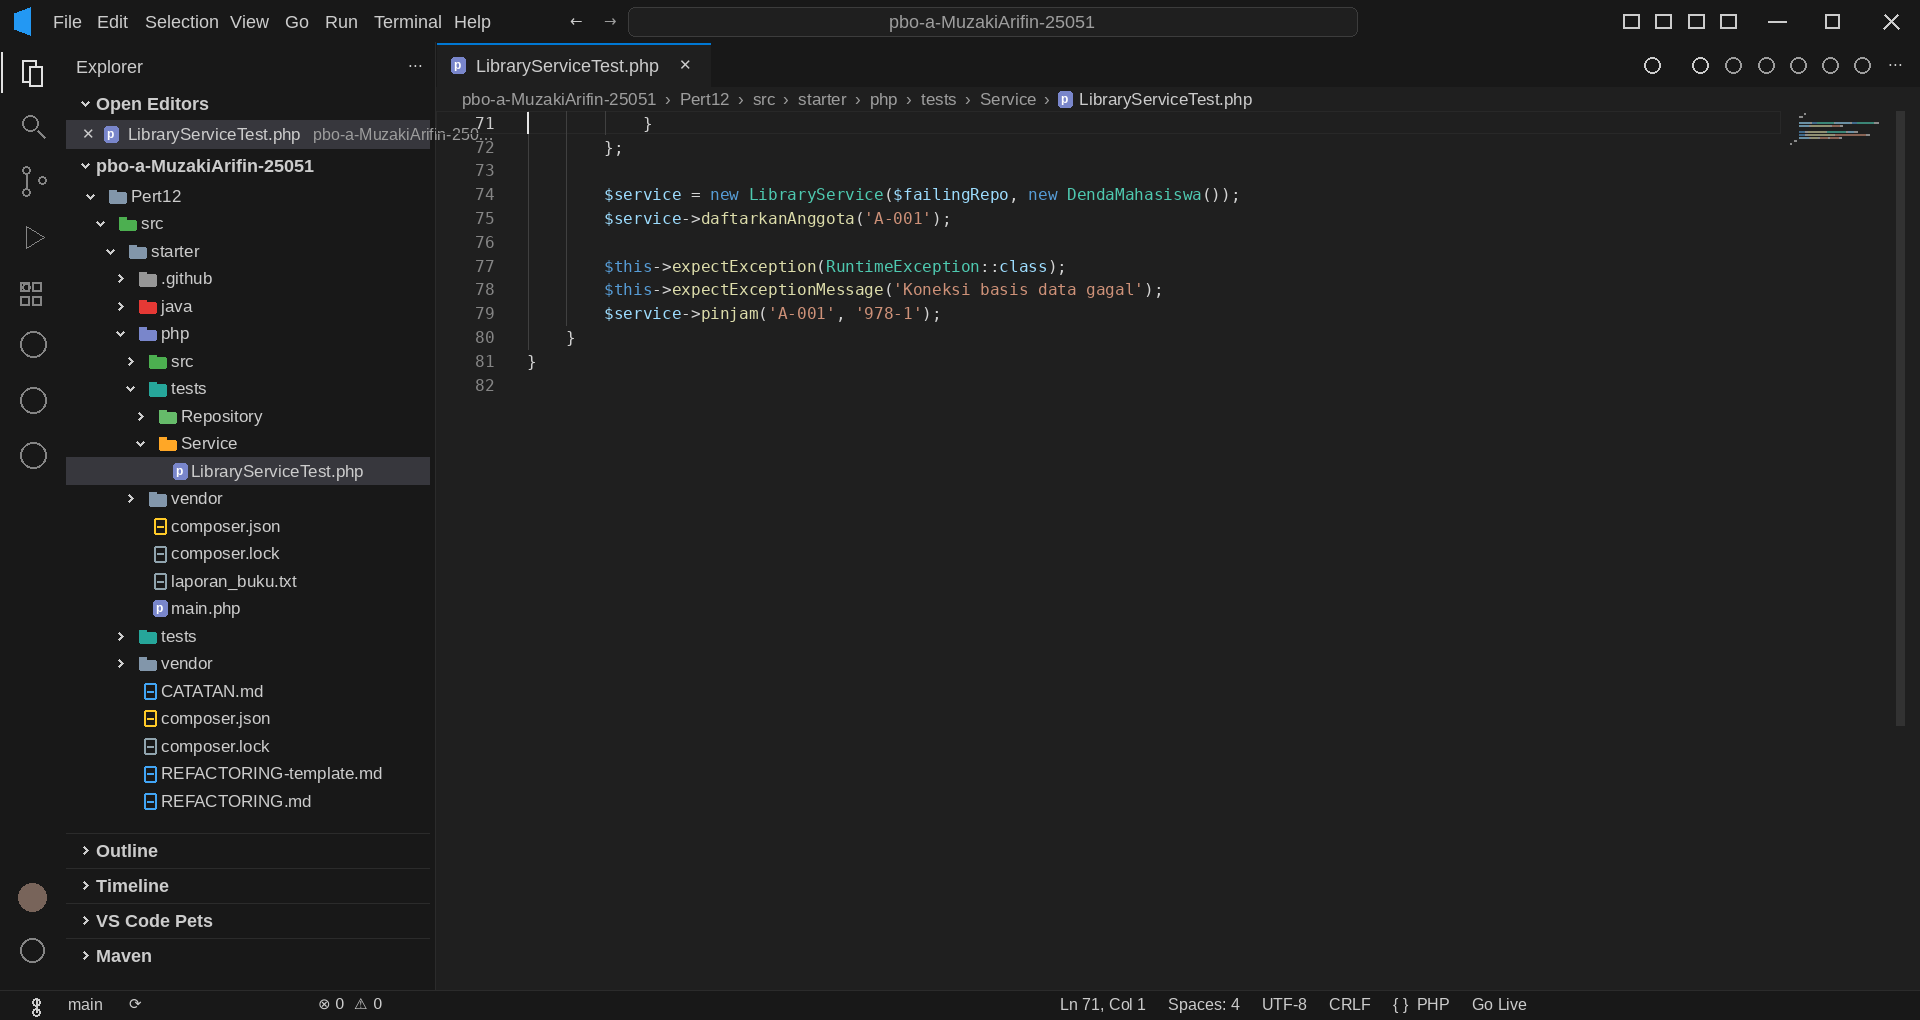 File Edit Selection View Go Run Terminal Help
pbo-a-MuzakiArifin-25051
Explorer
Open Editors
LibraryServiceTest.php pbo-a-MuzakiArifin-250...
pbo-a-MuzakiArifin-25051
Pert12
src
starter
.github
java
php
src
tests
Repository
Service
LibraryServiceTest.php
vendor
composer.json
composer.lock
laporan_buku.txt
main.php
tests
vendor
CATATAN.md
composer.json
composer.lock
REFACTORING-template.md
REFACTORING.md
Outline
Timeline
VS Code Pets
Maven
LibraryServiceTest.php
pbo-a-MuzakiArifin-25051 › Pert12 › src › starter › php › tests › Service › LibraryServiceTest.php
71 }
72 };
73
74 $service = new LibraryService($failingRepo, new DendaMahasiswa());
75 $service->daftarkanAnggota('A-001');
76
77 $this->expectException(RuntimeException::class);
78 $this->expectExceptionMessage('Koneksi basis data gagal');
79 $service->pinjam('A-001', '978-1');
80 }
81 }
82
main 0 0 Ln 71, Col 1 Spaces: 4 UTF-8 CRLF { } PHP Go Live